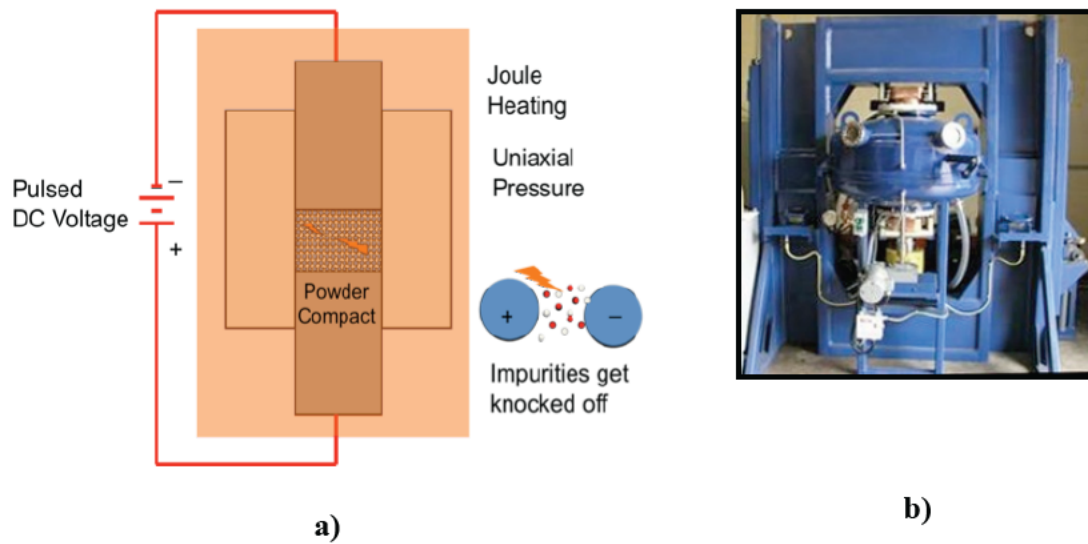 Joule
Heating
Uniaxial
Pressure
Pulsed
DC Voltage
–
+
Powder
Compact
+
–
Impurities get
knocked off
a)
b)